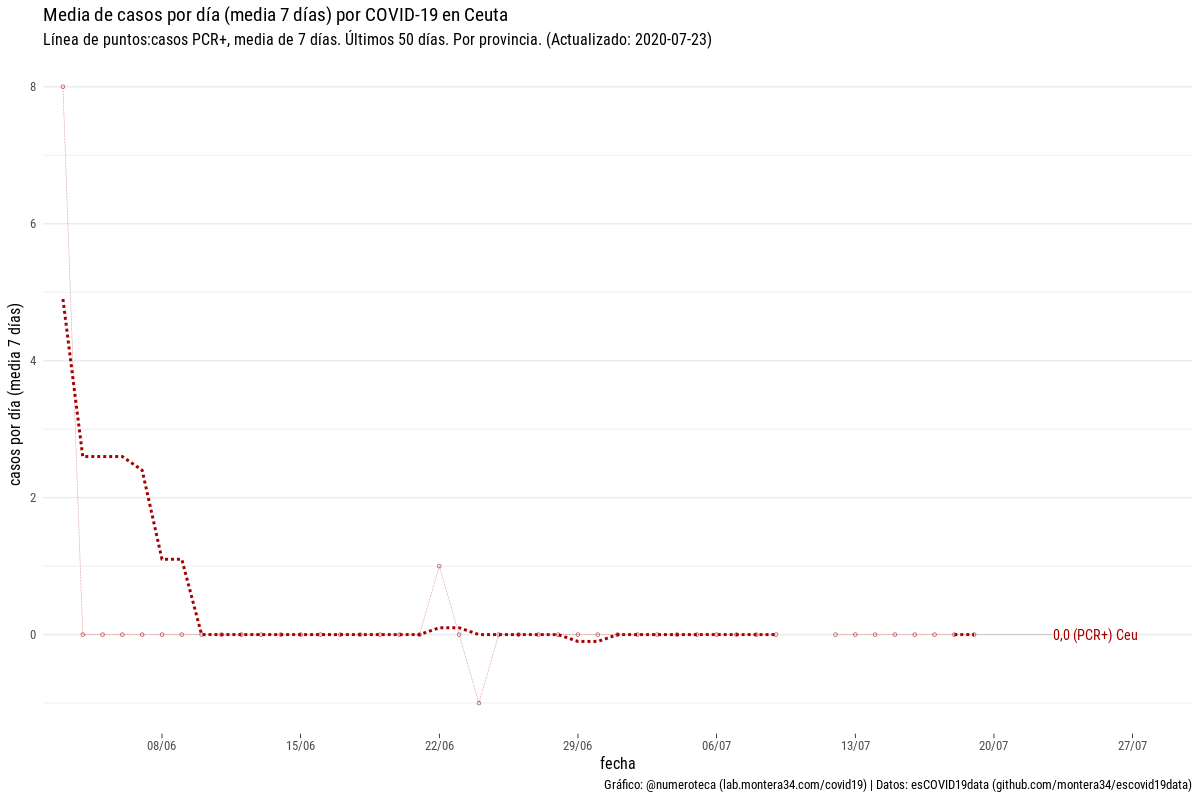 Media de casos por día (media 7 días) por COVID-19 en Ceuta
Línea de puntos:casos PCR+, media de 7 días. Últimos 50 días. Por provincia. (Actualizado: 2020-07-23)
casos por día (media 7 días)
8
6
4
2
0
0,0 (PCR+) Ceu
08/06
15/06
22/06
29/06
06/07
13/07
20/07
27/07
fecha
Gráfico: @numeroteca (lab.montera34.com/covid19) | Datos: esCOVID19data (github.com/montera34/escovid19data)